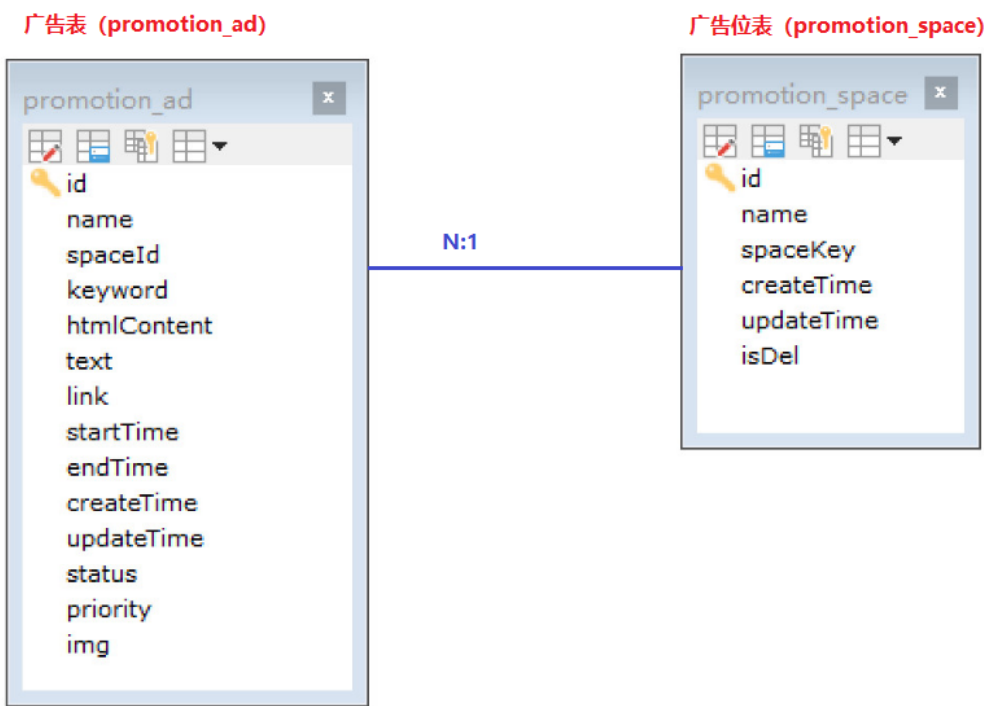 广告表（promotion_ad）
promotion_ad
id
name
spaceId
keyword
htmlContent
text
link
startTime
endTime
createTime
updateTime
status
priority
img
N:1
广告位表（promotion_space）
promotion_space
id
name
spaceKey
createTime
updateTime
isDel